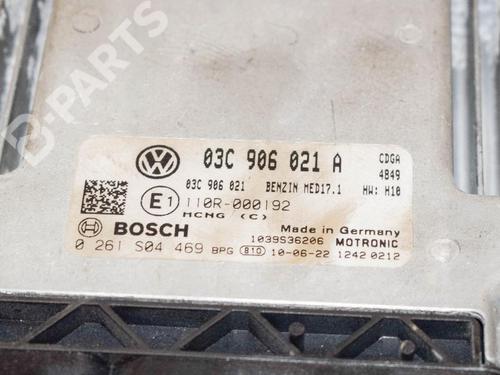 B-PARTS
03C 906 021 A
CDGA
4B49
03C 906 021 BENZIN MED17.1 HW: H10
E1 110R-000192
MCNG (C)
BOSCH
Made in Germany
1039S36206 MOTRONIC
0 261 S04 469 BPG 810 10-06-22 1242 0212